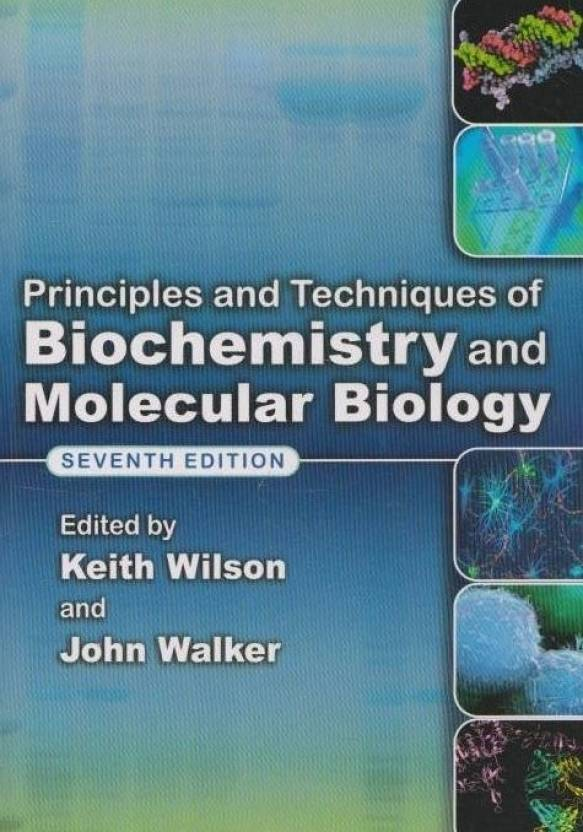 Principles and Techniques of
Biochemistry and
Molecular Biology
SEVENTH EDITION
Edited by
Keith Wilson
and
John Walker